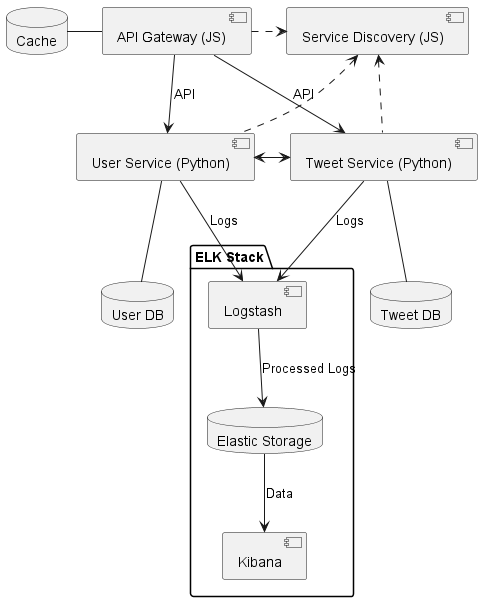 Cache
API Gateway (JS)
Service Discovery (JS)
API
API
User Service (Python)
Tweet Service (Python)
Logs
Logs
ELK Stack
User DB
Logstash
Tweet DB
Processed Logs
Elastic Storage
Data
Kibana